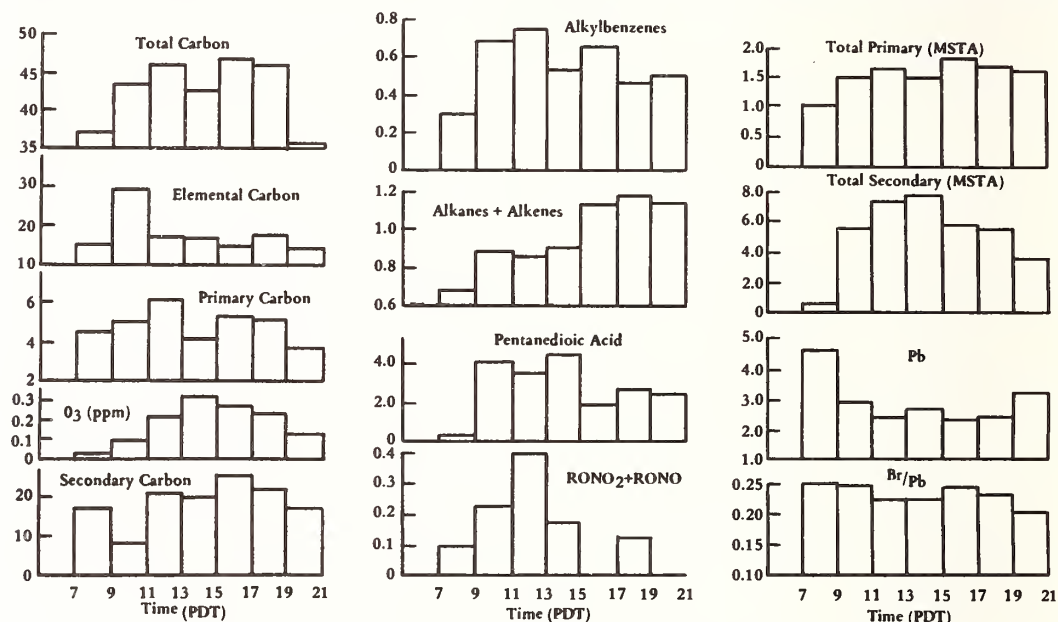 Total Carbon
50
45
40
35
Elemental Carbon
30
20
10
Primary Carbon
6
4
2
O3 (ppm)
0.3
0.2
0.1
0
Secondary Carbon
20
10
0
7 9 11 13 15 17 19 21
Time (PDT)
Alkylbenzenes
0.8
0.6
0.4
0.2
0
Alkanes + Alkenes
1.2
1.0
0.8
0.6
Pentanedioic Acid
4.0
2.0
0
RONO2+RONO
0.4
0.3
0.2
0.1
0
7 9 11 13 15 17 19 21
Time (PDT)
Total Primary (MSTA)
2.0
1.5
1.0
0.5
0
Total Secondary (MSTA)
8.0
6.0
4.0
2.0
0
Pb
5.0
4.0
3.0
2.0
1.0
Br/Pb
0.25
0.20
0.15
0.10
7 9 11 13 15 17 19 21
Time (PDT)